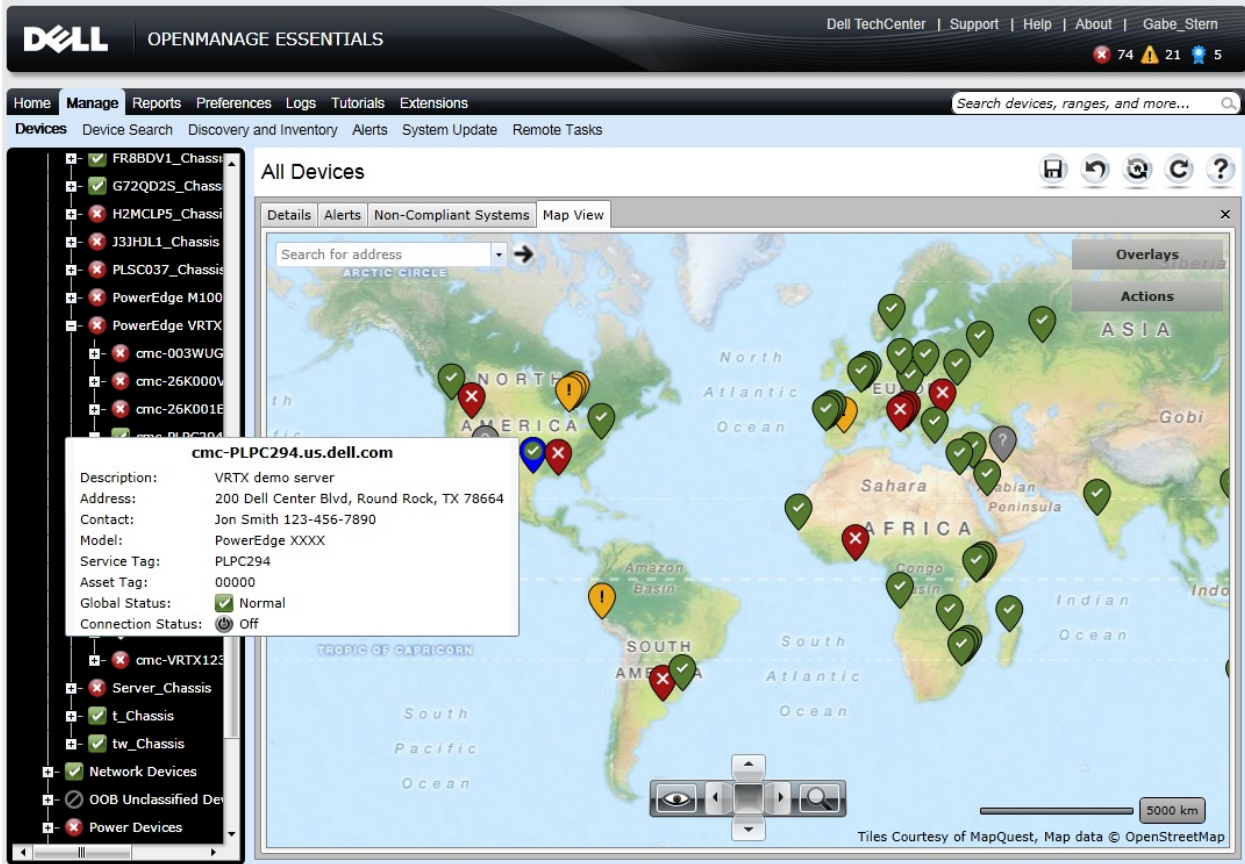 DELL OPENMANAGE ESSENTIALS
Dell TechCenter | Support | Help | About | Gabe_Stern
74 21 5
Home Manage Reports Preferences Logs Tutorials Extensions
Search devices, ranges, and more...
Devices Device Search Discovery and Inventory Alerts System Update Remote Tasks
FR8BDV1_Chassi
G72QD2S_Chass
H2MCLP5_Chassi
J3JHJL1_Chassis
PLSC037_Chassis
PowerEdge M100
PowerEdge VRTX
cmc-003WUG
cmc-26K000V
cmc-26K001E
cmc-PLPC294
cmc-VRTX123
Server_Chassis
t_Chassis
tw_Chassis
Network Devices
OOB Unclassified Dev
Power Devices
All Devices
Details Alerts Non-Compliant Systems Map View
Search for address
Overlays
Actions
cmc-PLPC294.us.dell.com
Description: VRTX demo server
Address: 200 Dell Center Blvd, Round Rock, TX 78664
Contact: Jon Smith 123-456-7890
Model: PowerEdge XXXX
Service Tag: PLPC294
Asset Tag: 00000
Global Status: Normal
Connection Status: Off
ARCTIC CIRCLE
Siberia
ASIA
North
Atlantic
Ocean
NORTH
AMERICA
Gobi
Sahara
Arabian
Peninsula
AFRICA
Congo
Basin
Amazon
Basin
Indian
Ocean
Indo
TROPIC OF CAPRICORN
SOUTH
AMERICA
South
Atlantic
Ocean
South
Pacific
Ocean
5000 km
Tiles Courtesy of MapQuest, Map data © OpenStreetMap